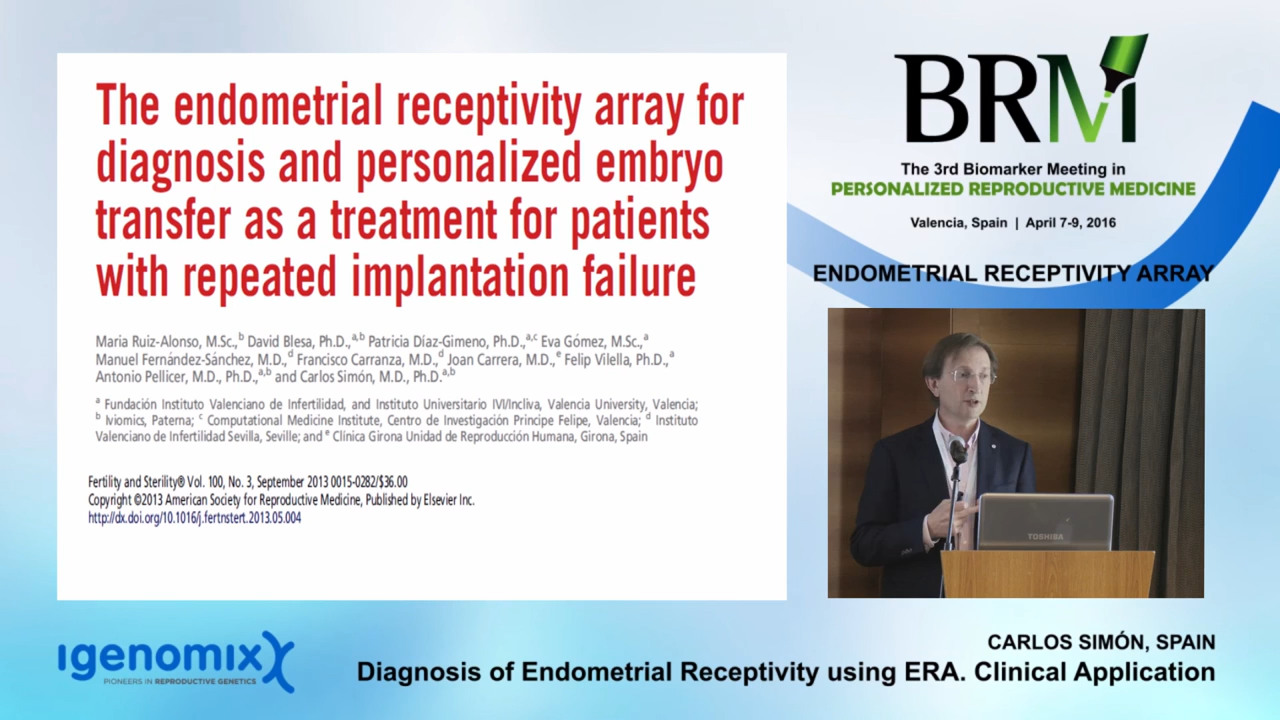 The endometrial receptivity array for
diagnosis and personalized embryo
transfer as a treatment for patients
with repeated implantation failure
Maria Ruiz-Alonso, M.Sc.,b David Blesa, Ph.D.,a,b Patricia Díaz-Gimeno, Ph.D.,a,c Eva Gómez, M.Sc.,a
Manuel Fernández-Sánchez, M.D.,d Francisco Carranza, M.D.,d Joan Carrera, M.D.,e Felip Vilella, Ph.D.,a
Antonio Pellicer, M.D., Ph.D.,a,b and Carlos Simón, M.D., Ph.D.a,b
a Fundación Instituto Valenciano de Infertilidad, and Instituto Universitario IVI/Incliva, Valencia University, Valencia;
b Iviomics, Paterna; c Computational Medicine Institute, Centro de Investigación Principe Felipe, Valencia; d Instituto
Valenciano de Infertilidad Sevilla, Seville; and e Clínica Girona Unidad de Reproducción Humana, Girona, Spain
Fertility and Sterility® Vol. 100, No. 3, September 2013 0015-0282/$36.00
Copyright ©2013 American Society for Reproductive Medicine, Published by Elsevier Inc.
http://dx.doi.org/10.1016/j.fertnstert.2013.05.004
BRM
The 3rd Biomarker Meeting in
PERSONALIZED REPRODUCTIVE MEDICINE
Valencia, Spain | April 7-9, 2016
ENDOMETRIAL RECEPTIVITY ARRAY
TOSHIBA
igenomix
PIONEERS IN REPRODUCTIVE GENETICS
CARLOS SIMÓN, SPAIN
Diagnosis of Endometrial Receptivity using ERA. Clinical Application